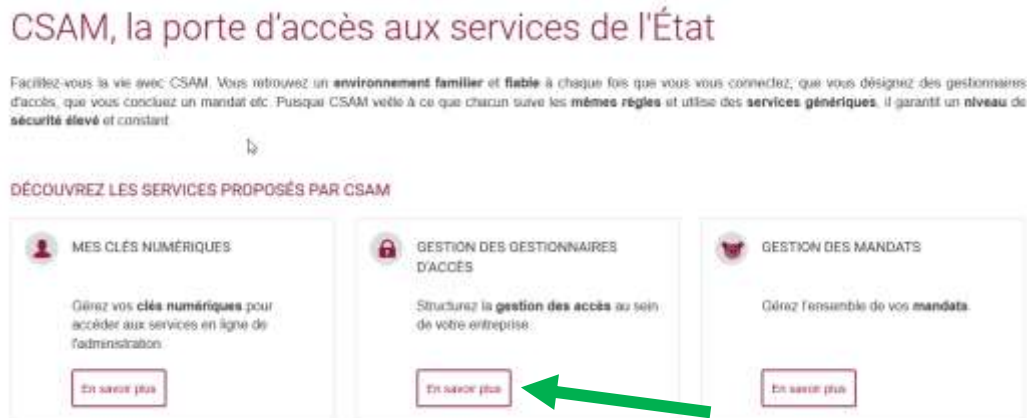 CSAM, la porte d'accès aux services de l'État
Facilitez-vous la vie avec CSAM. Vous retrouvez un environnement familier et fiable à chaque fois que vous vous connectez, que vous désignez des gestionnaires
d'accès, que vous concluez un mandat etc. Puisque CSAM veille à ce que chacun suive les mêmes règles et utilise des services génériques, il garantit un niveau de
sécurité élevé et constant
DÉCOUVREZ LES SERVICES PROPOSÉS PAR CSAM
MES CLÉS NUMÉRIQUES
Gérez vos clés numériques pour
accéder aux services en ligne de
l'administration
En savoir plus
GESTION DES GESTIONNAIRES
D'ACCÈS
Structurez la gestion des accès au sein
de votre entreprise.
En savoir plus
GESTION DES MANDATS
Gérez l'ensemble de vos mandats.
En savoir plus